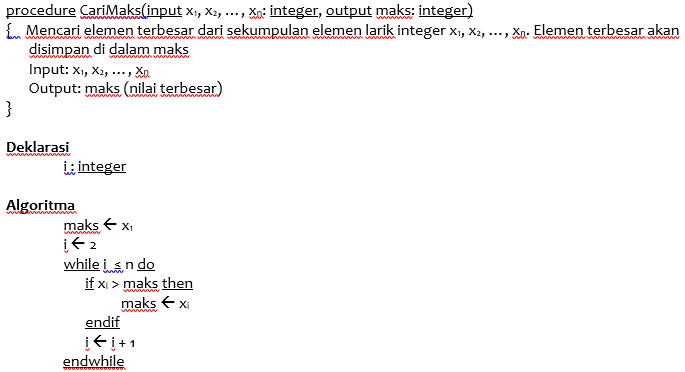 procedure CariMaks(input x₁, x₂, ..., xₙ: integer, output maks: integer)
{ Mencari elemen terbesar dari sekumpulan elemen larik integer x₁, x₂, ..., xₙ. Elemen terbesar akan
disimpan di dalam maks
Input: x₁, x₂, ..., xₙ
Output: maks (nilai terbesar)
}
Deklarasi
i : integer
Algoritma
maks ← x₁
i ← 2
while i ≤ n do
if xᵢ > maks then
maks ← xᵢ
endif
i ← i + 1
endwhile